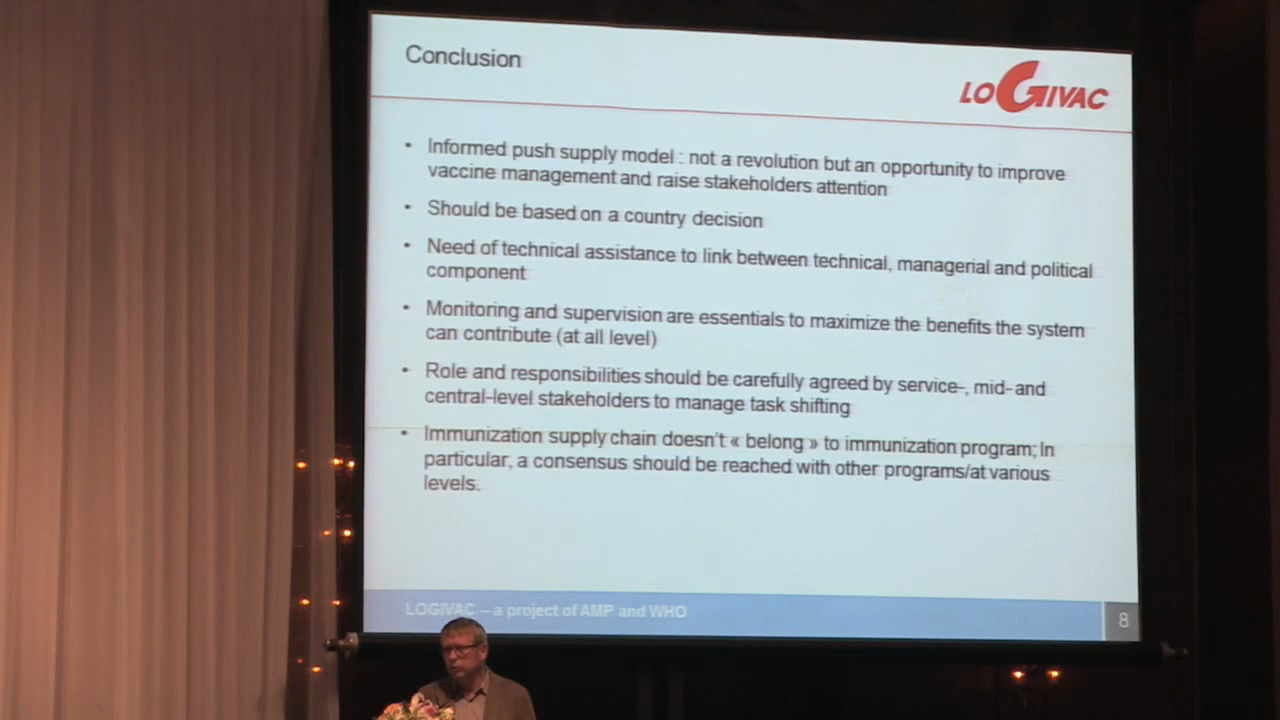 Conclusion
LOGIVAC
• Informed push supply model : not a revolution but an opportunity to improve
vaccine management and raise stakeholders attention
• Should be based on a country decision
• Need of technical assistance to link between technical, managerial and political
component
• Monitoring and supervision are essentials to maximize the benefits the system
can contribute (at all level)
• Role and responsibilities should be carefully agreed by service-, mid- and
central-level stakeholders to manage task shifting
• Immunization supply chain doesn't « belong » to immunization program; In
particular, a consensus should be reached with other programs/at various
levels.
LOGIVAC – a project of AMP and WHO
8